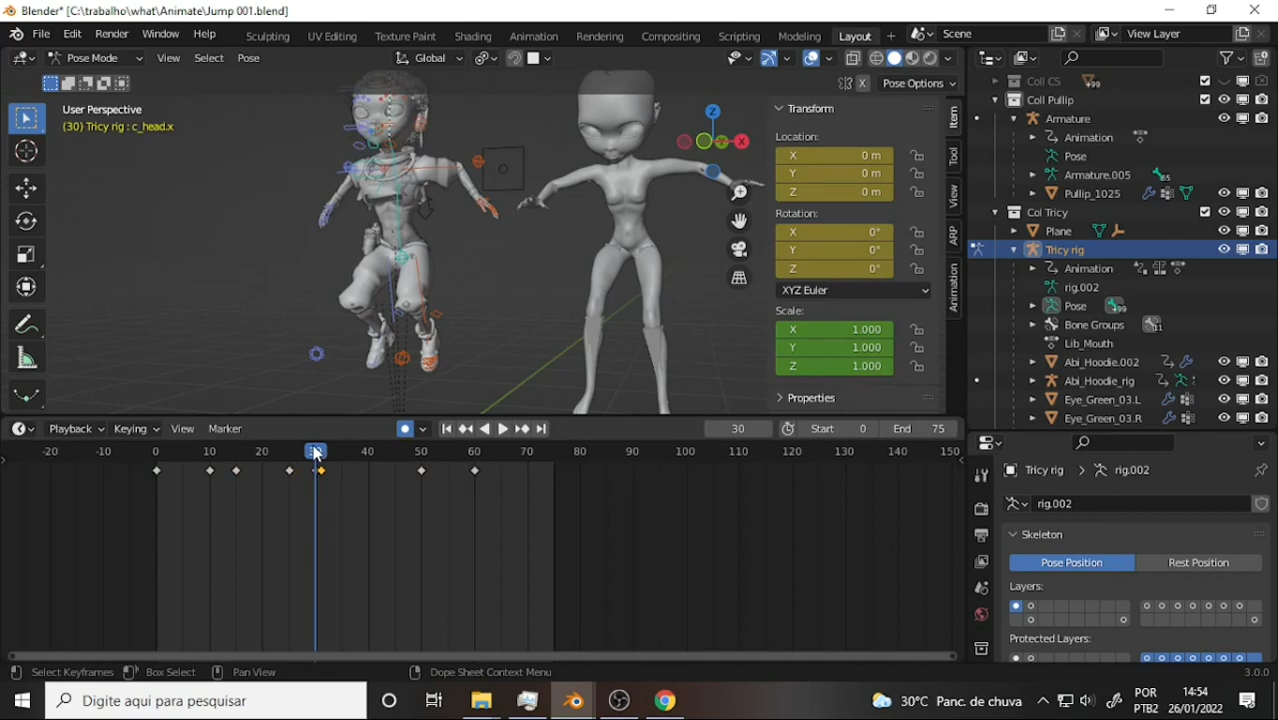 Blender* [C:\trabalho\what\Animate\Jump 001.blend]
File Edit Render Window Help Sculpting UV Editing Texture Paint Shading Animation Rendering Compositing Scripting Modeling Layout + Scene View Layer
Pose Mode View Select Pose Global
X Pose Options
User Perspective
(30) Tricy rig : c_head.x
Z
X
Transform
Location:
X 0 m
Y 0 m
Z 0 m
Rotation:
X 0°
Y 0°
Z 0°
XYZ Euler
Scale:
X 1.000
Y 1.000
Z 1.000
Properties
Item
Tool
View
ARP
Animation
Coll CS 99
Coll Pullip
Armature
Animation
Pose
Armature.005 65
Pullip_1025
Col Tricy
Plane
Tricy rig
Animation
rig.002
Pose 99
Bone Groups 11
Lib_Mouth
Abi_Hoodie.002
Abi_Hoodie_rig
Eye_Green_03.L
Eye_Green_03.R
Playback Keying View Marker 30 Start 0 End 75
-20 -10 0 10 20 40 50 60 70 80 90 100 110 120 130 140 150
Tricy rig > rig.002
rig.002
Skeleton
Pose Position Rest Position
Layers:
Protected Layers:
Select Keyframes Box Select Pan View Dope Sheet Context Menu 3.0.0
Digite aqui para pesquisar
30°C Panc. de chuva
POR
PTB2
14:54
26/01/2022